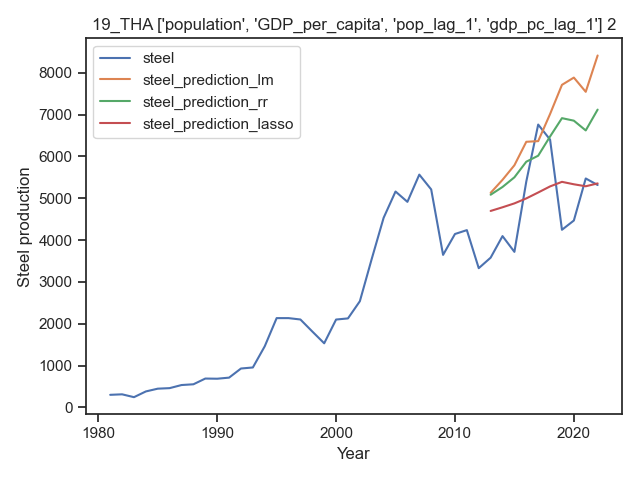 19_THA ['population', 'GDP_per_capita', 'pop_lag_1', 'gdp_pc_lag_1'] 2
steel
steel_prediction_lm
steel_prediction_rr
steel_prediction_lasso
8000
7000
6000
5000
4000
3000
2000
1000
0
Steel production
1980
1990
2000
2010
2020
Year